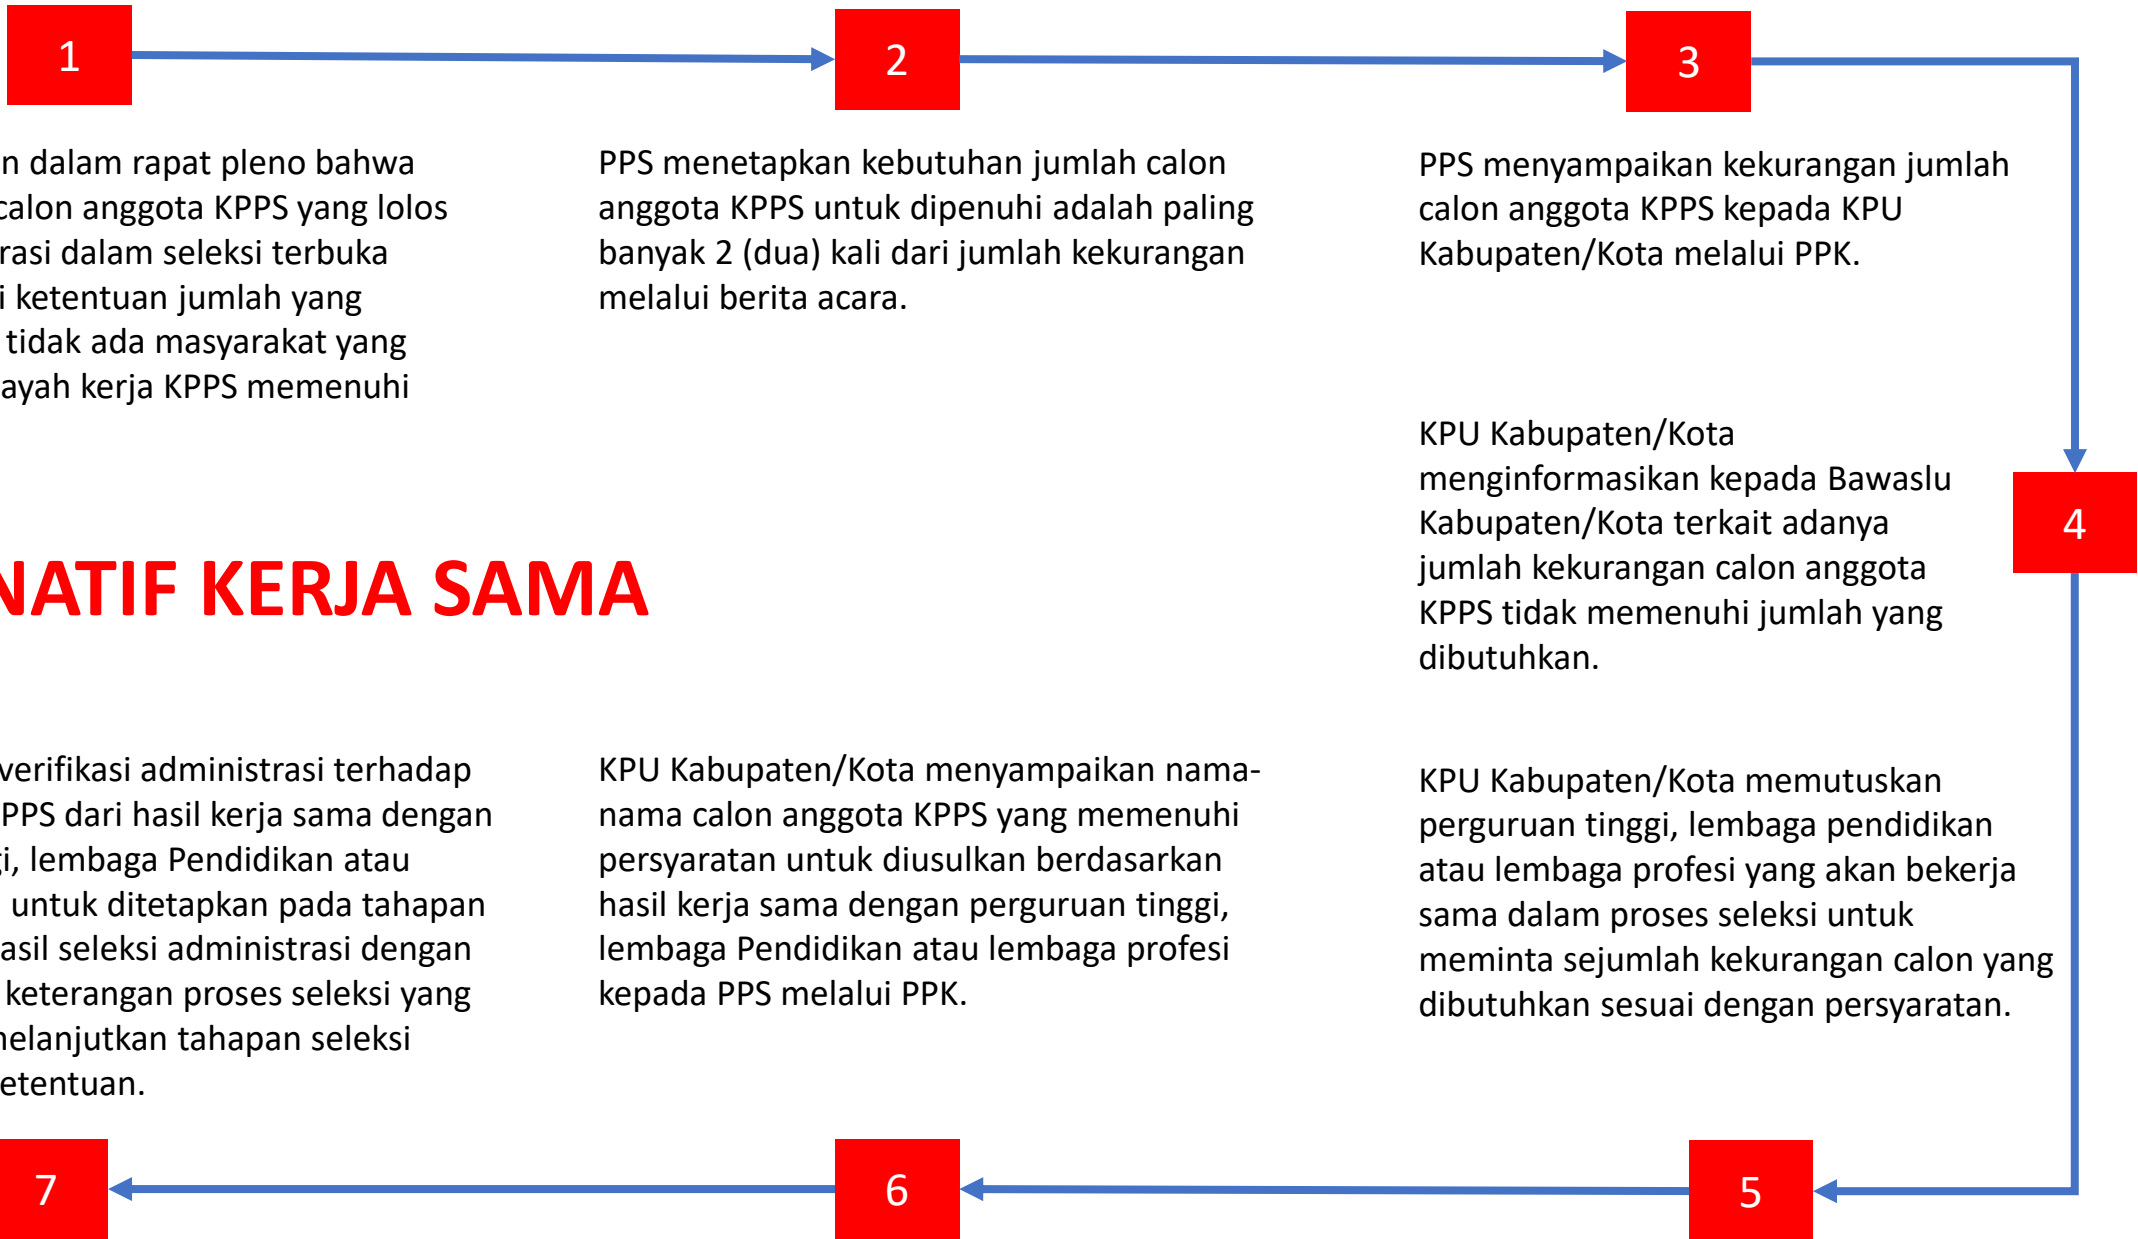 1
2
3
n dalam rapat pleno bahwa
calon anggota KPPS yang lolos
rasi dalam seleksi terbuka
i ketentuan jumlah yang
tidak ada masyarakat yang
ayah kerja KPPS memenuhi
PPS menetapkan kebutuhan jumlah calon
anggota KPPS untuk dipenuhi adalah paling
banyak 2 (dua) kali dari jumlah kekurangan
melalui berita acara.
PPS menyampaikan kekurangan jumlah
calon anggota KPPS kepada KPU
Kabupaten/Kota melalui PPK.
KPU Kabupaten/Kota
menginformasikan kepada Bawaslu
Kabupaten/Kota terkait adanya
jumlah kekurangan calon anggota
KPPS tidak memenuhi jumlah yang
dibutuhkan.
4
NATIF KERJA SAMA
verifikasi administrasi terhadap
PPS dari hasil kerja sama dengan
gi, lembaga Pendidikan atau
untuk ditetapkan pada tahapan
asil seleksi administrasi dengan
keterangan proses seleksi yang
nelanjutkan tahapan seleksi
etentuan.
KPU Kabupaten/Kota menyampaikan nama-
nama calon anggota KPPS yang memenuhi
persyaratan untuk diusulkan berdasarkan
hasil kerja sama dengan perguruan tinggi,
lembaga Pendidikan atau lembaga profesi
kepada PPS melalui PPK.
KPU Kabupaten/Kota memutuskan
perguruan tinggi, lembaga pendidikan
atau lembaga profesi yang akan bekerja
sama dalam proses seleksi untuk
meminta sejumlah kekurangan calon yang
dibutuhkan sesuai dengan persyaratan.
7
6
5